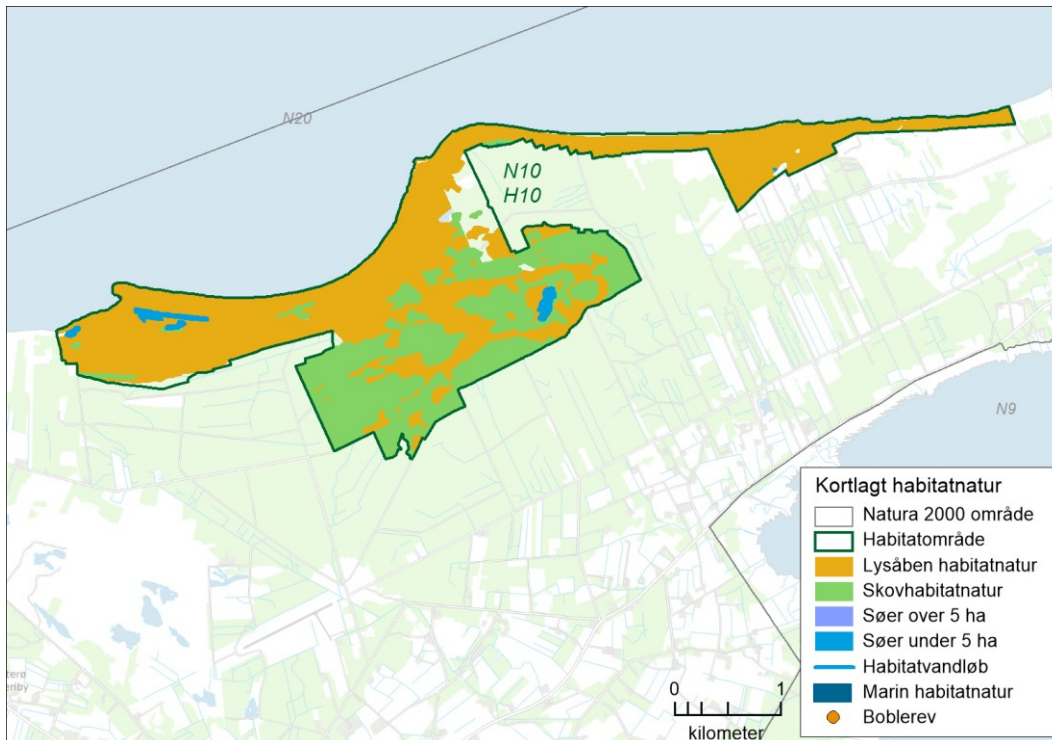 N20
N10
H10
N9
Kortlagt habitatnatur
Natura 2000 område
Habitatområde
Lysåben habitatnatur
Skovhabitatnatur
Søer over 5 ha
Søer under 5 ha
Habitatvandløb
Marin habitatnatur
Boblerev
0 1
kilometer